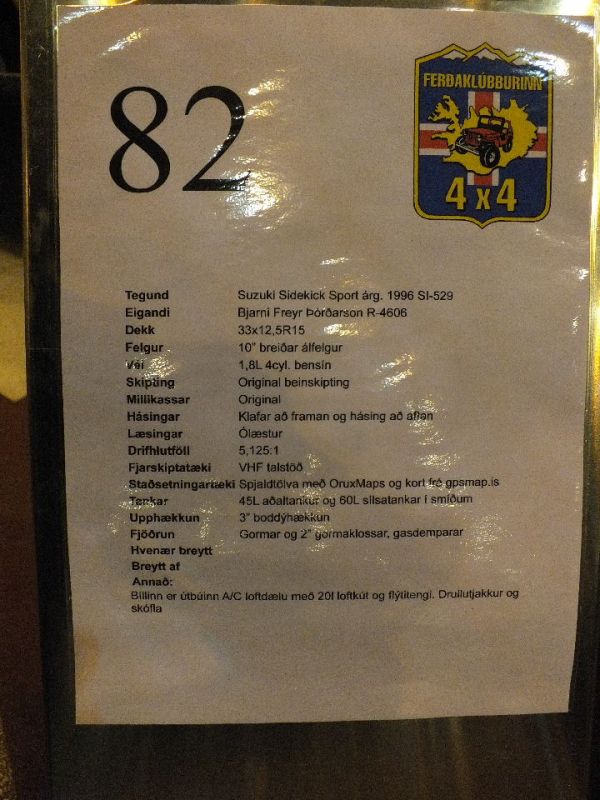 82
FERÐAKLÚBBURINN
4 x 4
Tegund Suzuki Sidekick Sport árg. 1996 SI-529
Eigandi Bjarni Freyr Þórðarson R-4606
Dekk 33x12,5R15
Felgur 10" breiðar álfelgur
Vél 1,8L 4cyl. bensín
Skipting Original beinskipting
Millikassar Original
Hásingar Klafar að framan og hásing að aftan
Læsingar Ólæstur
Drifhlutföll 5,125:1
Fjarskiptatæki VHF talstöð
Staðsetningartæki Spjaldtölva með OruxMaps og kort frá gpsmap.is
Tankar 45L aðaltankur og 60L sílsatankar í smíðum
Upphækkun 3" boddýhækkun
Fjöðrun Gormar og 2" gormaklossar, gasdemparar
Hvenær breytt
Breytt af
Annað:
Bíllinn er útbúinn A/C loftdælu með 20l loftkút og flýtitengi. Drullutjakkur og
skófla